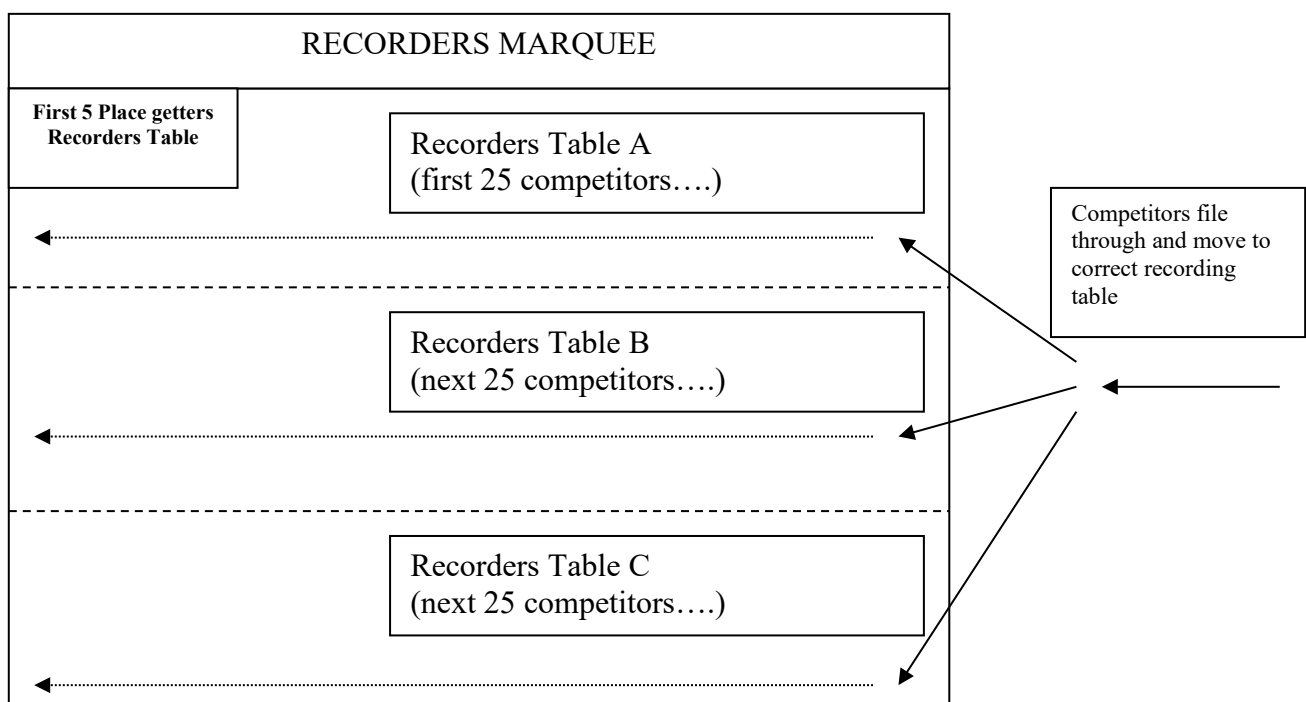 RECORDERS MARQUEE
First 5 Place getters
Recorders Table
Recorders Table A
(first 25 competitors….)
Competitors file
through and move to
correct recording
table
Recorders Table B
(next 25 competitors….)
Recorders Table C
(next 25 competitors….)